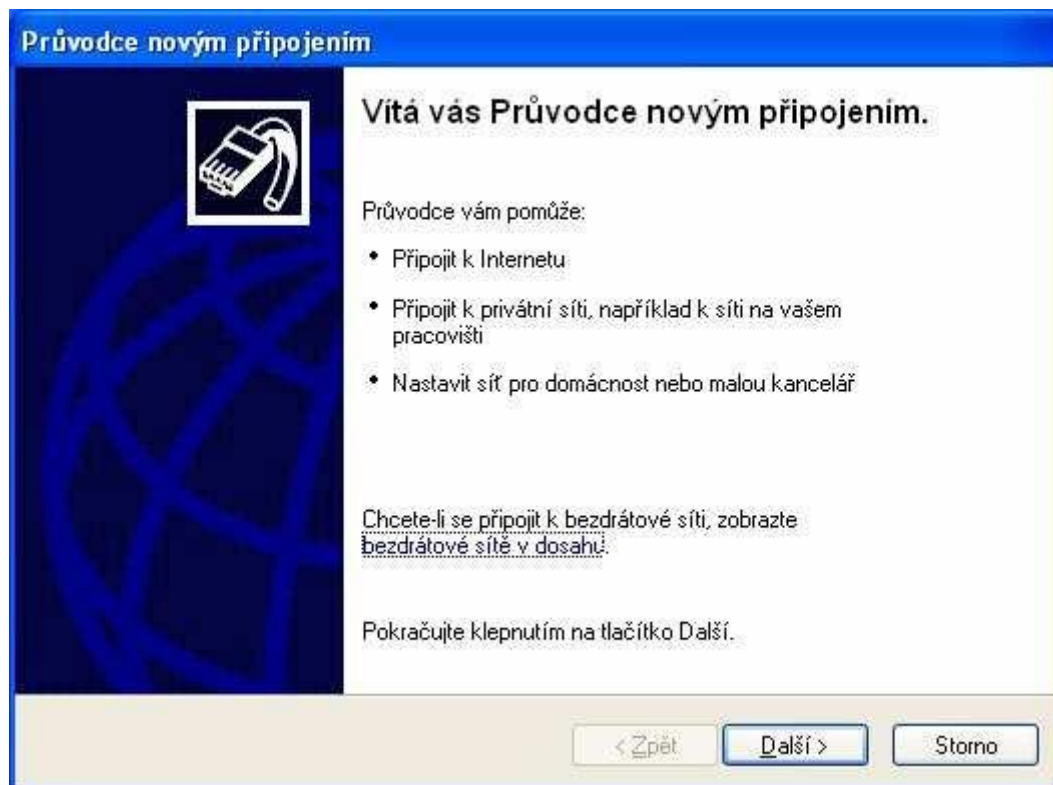 Průvodce novým připojením
Vítá vás Průvodce novým připojením.
Průvodce vám pomůže:
• Připojit k Internetu
• Připojit k privátní síti, například k síti na vašem
pracovišti
• Nastavit síť pro domácnost nebo malou kancelář
Chcete-li se připojit k bezdrátové síti, zobrazte
bezdrátové sítě v dosahu.
Pokračujte klepnutím na tlačítko Další.
< Zpět Další > Storno